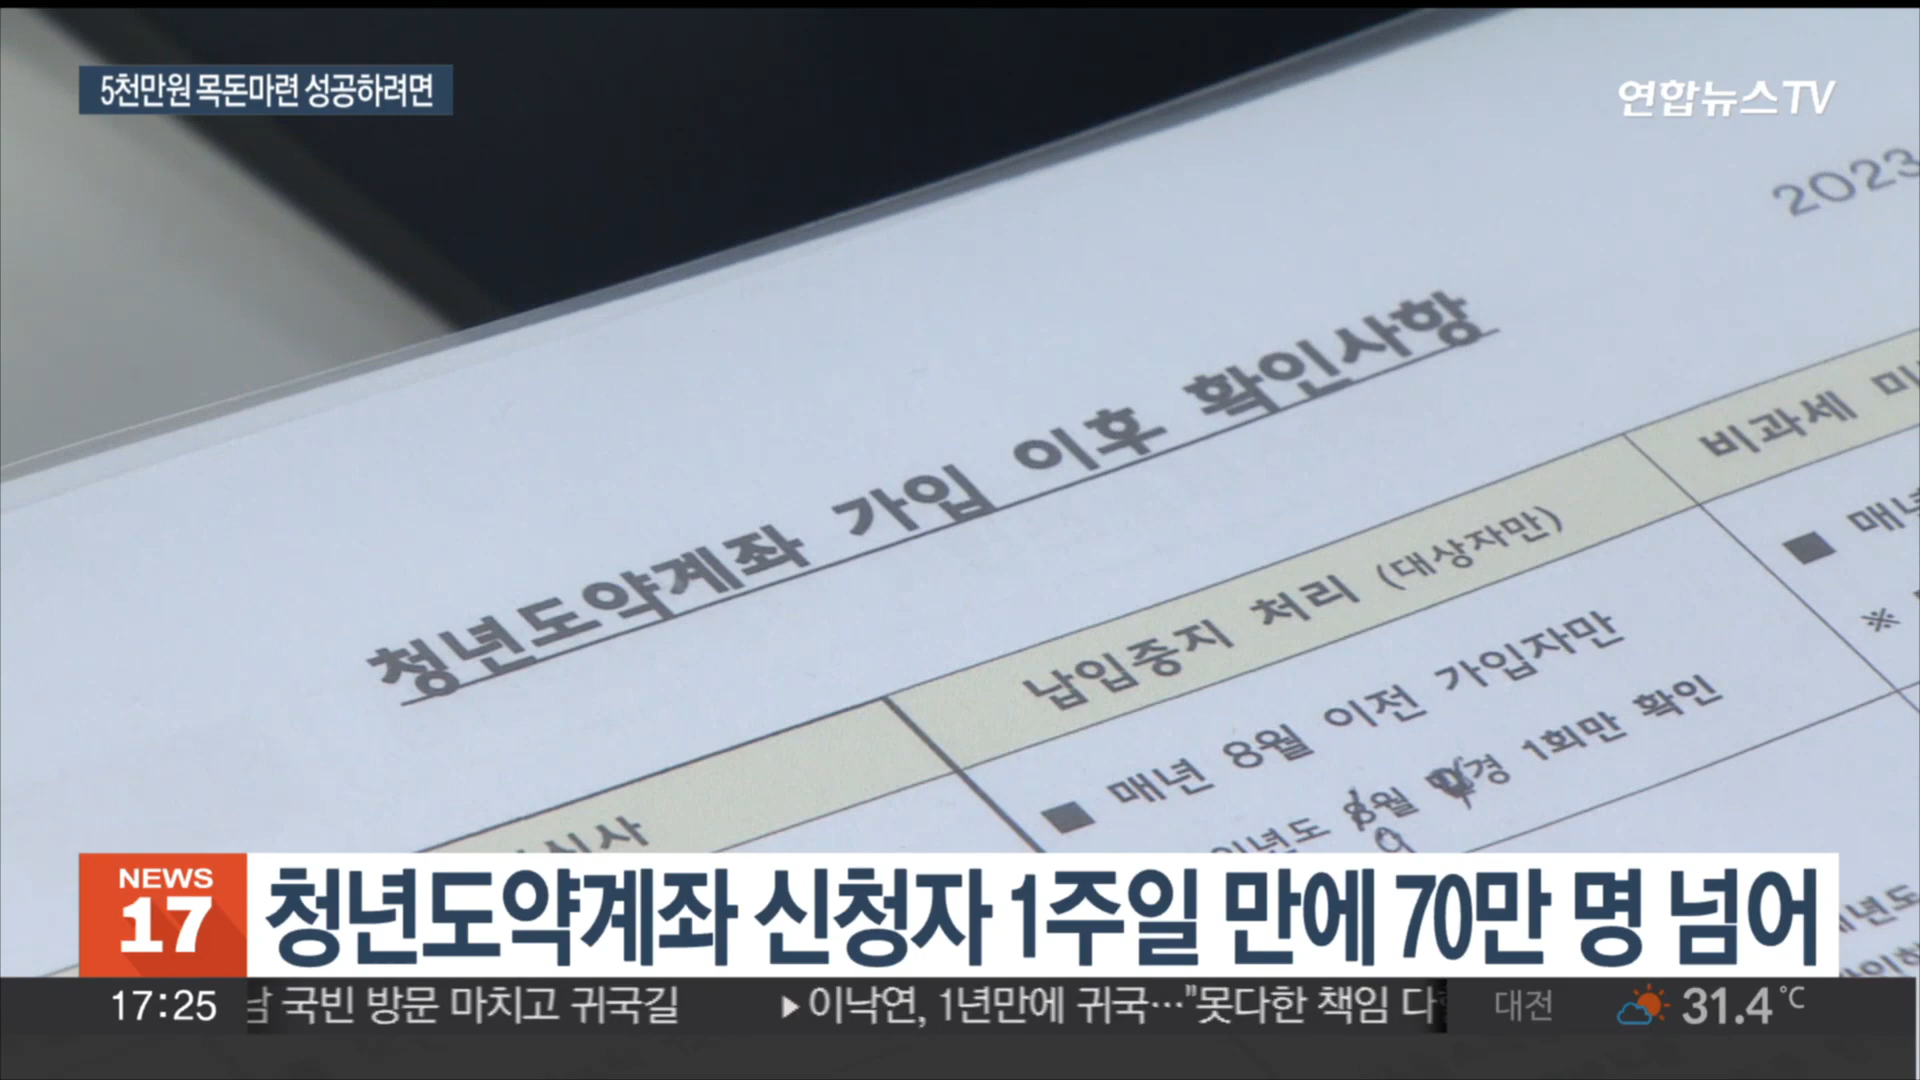 5천만원 목돈마련 성공하려면
연합뉴스TV
2023
청년도약계좌 가입 이후 확인사항
비과세
납입중지 처리 (대상자만)
■ 매년 8월 이전 가입자만
■ 매년
※
8월 경 1회만 확인
9
NEWS
17
청년도약계좌 신청자 1주일 만에 70만 명 넘어
17:25
국빈 방문 마치고 귀국길 ▶이낙연, 1년만에 귀국…"못다한 책임 다
대전 31.4℃